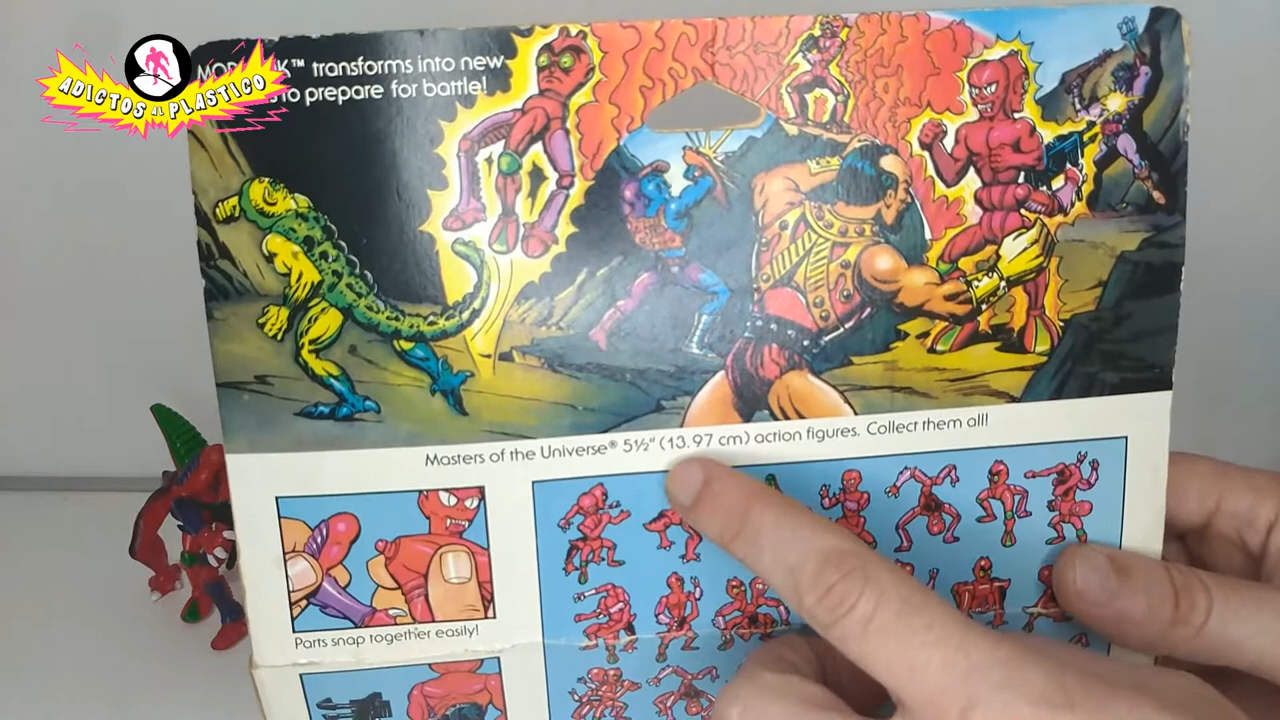 ADICTOS AL PLASTICO
™ transforms into new
to prepare for battle!
Masters of the Universe® 5½" (13.97 cm) action figures. Collect them all!
Parts snap together easily!